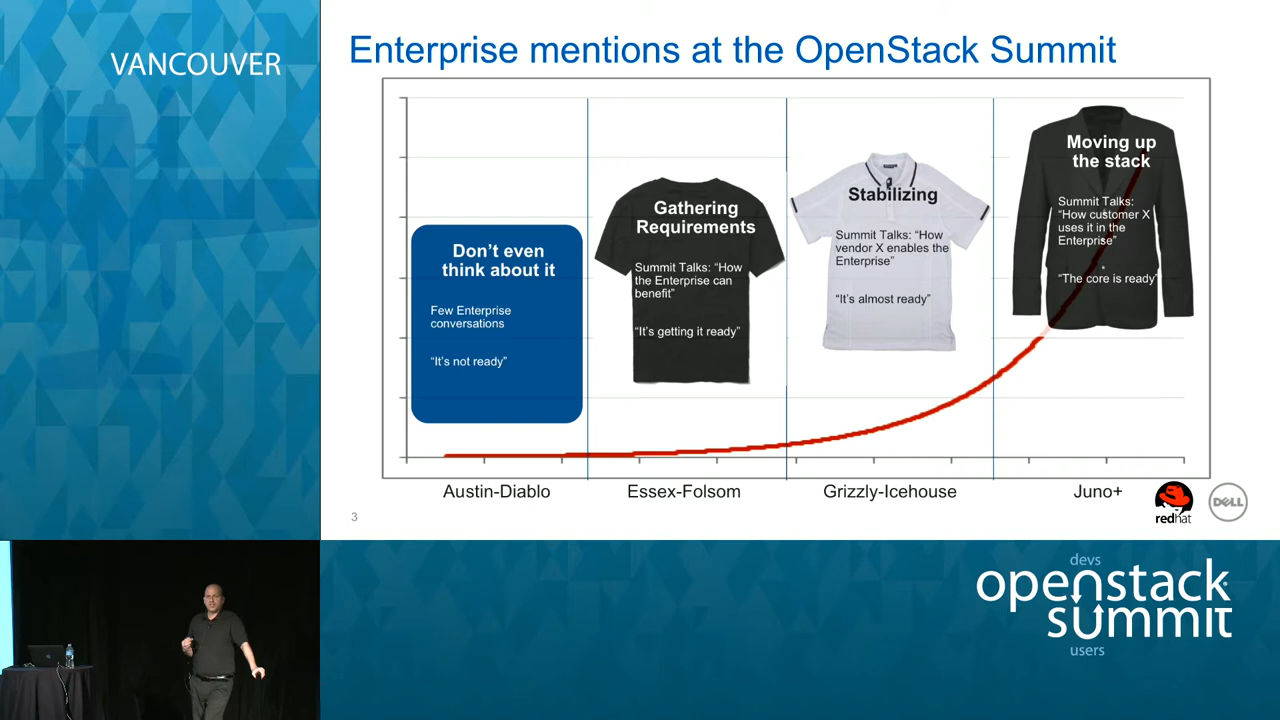 VANCOUVER
Enterprise mentions at the OpenStack Summit
Don’t even
think about it
Few Enterprise
conversations
“It’s not ready”
Gathering
Requirements
Summit Talks: “How
the Enterprise can
benefit”
“It’s getting it ready”
Stabilizing
Summit Talks: “How
vendor X enables the
Enterprise”
“It’s almost ready”
Moving up
the stack
Summit Talks:
“How customer X
uses it in the
Enterprise”
“The core is ready”
Austin-Diablo
Essex-Folsom
Grizzly-Icehouse
Juno+
3
redhat
DELL
devs
openstack
summit
users